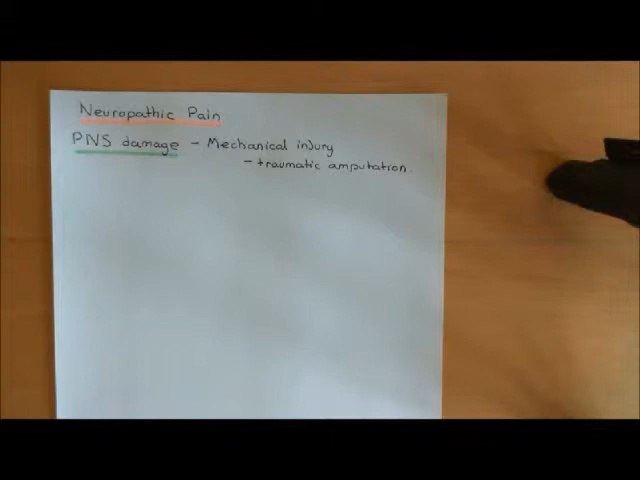 Neuropathic Pain
PNS damage - Mechanical injury
- traumatic amputation